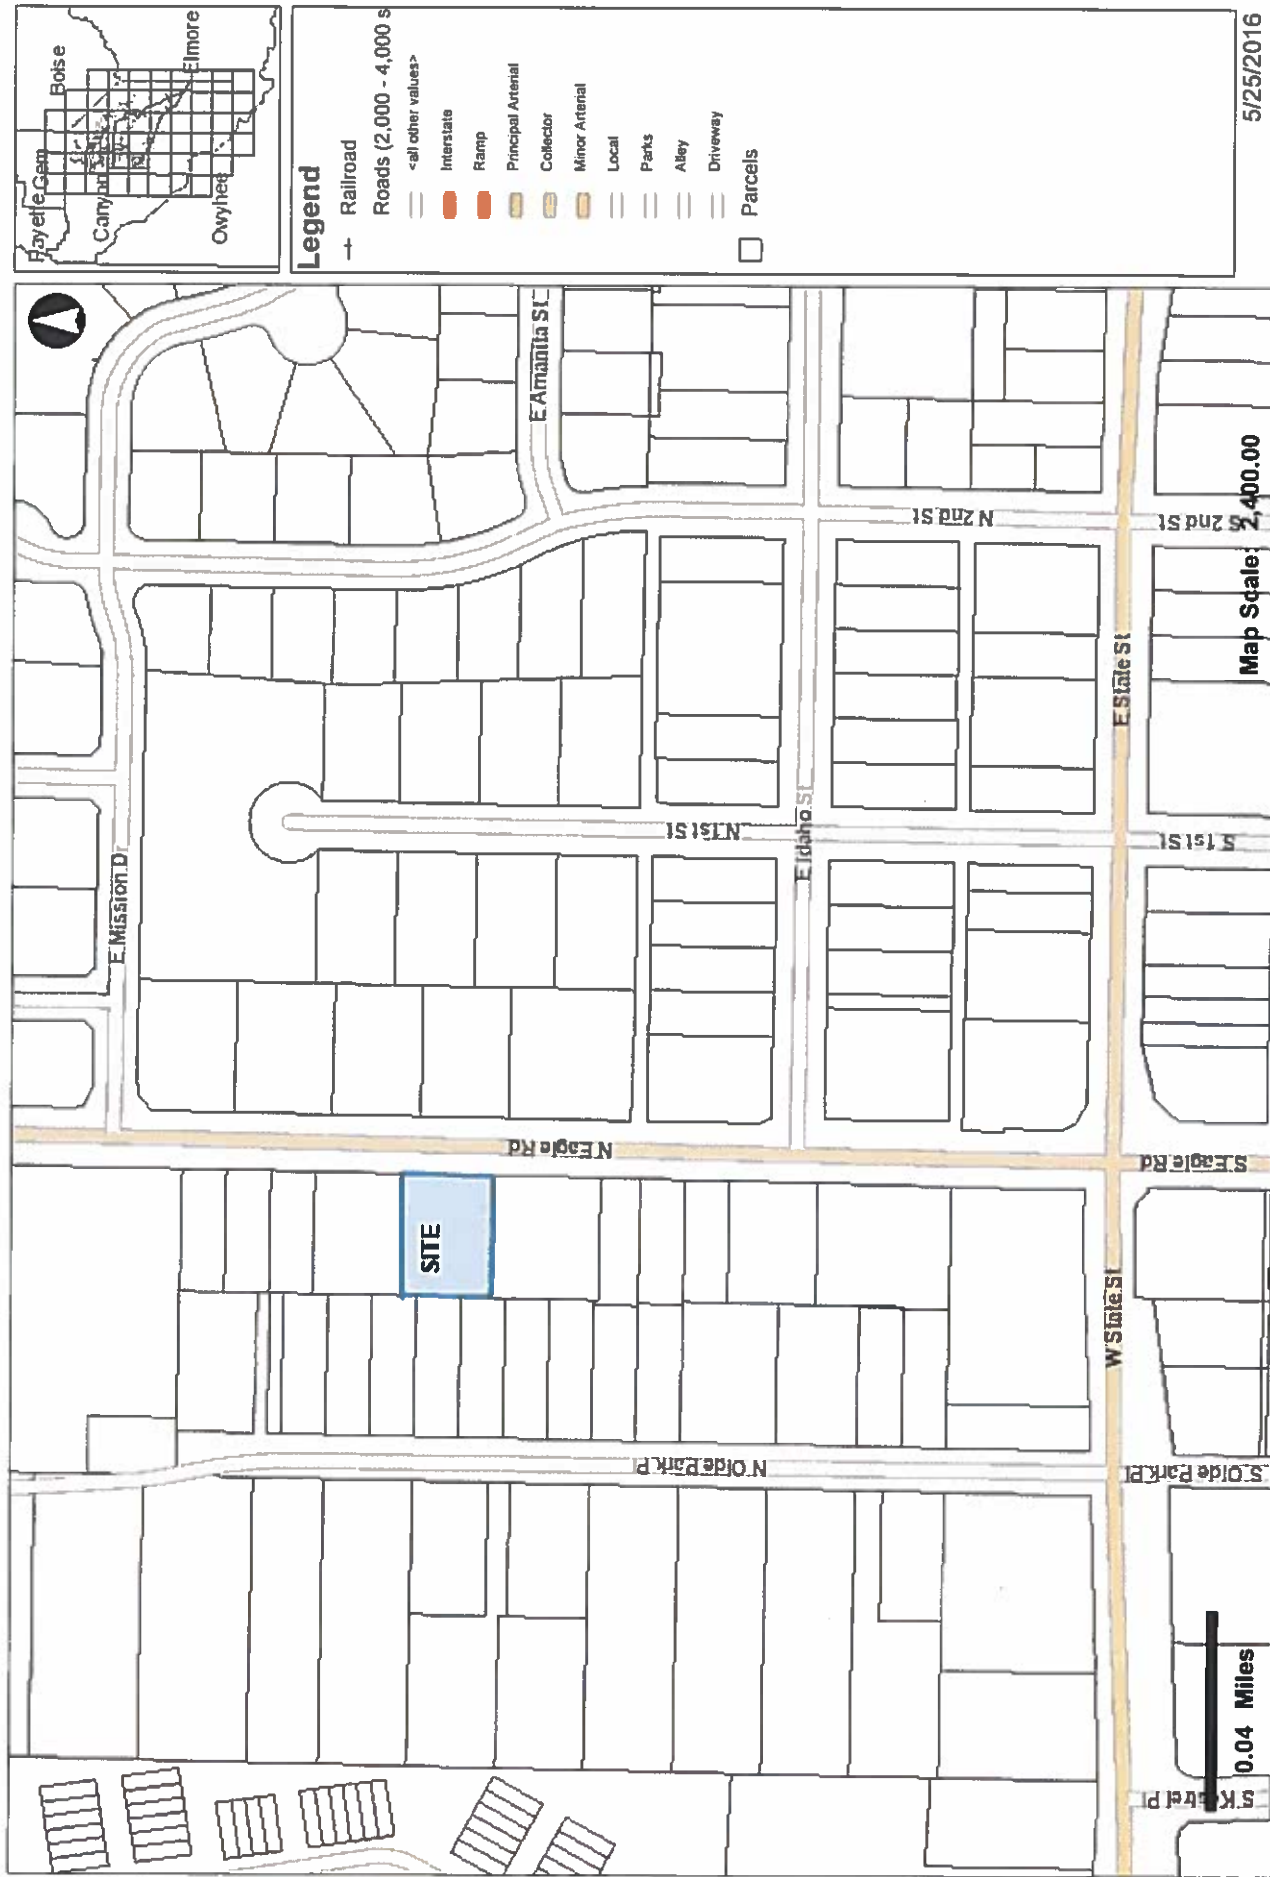 Payette
Gem
Boise
Canyon
Elmore
Owyhee
Legend
Railroad
Roads (2,000 - 4,000 s
<all other values>
Interstate
Ramp
Principal Arterial
Collector
Minor Arterial
Local
Parks
Alley
Driveway
Parcels
E Mission Dr
E Amanita St
N Eagle Rd
SITE
N 1st St
N 2nd St
E Idaho St
N Olde Park Pl
E State St
W State St
S 2nd St
S 1st St
S Eagle Rd
S Olde Park Pl
S Kestrel Pl
0.04 Miles
Map Scale: 2,400.00
5/25/2016